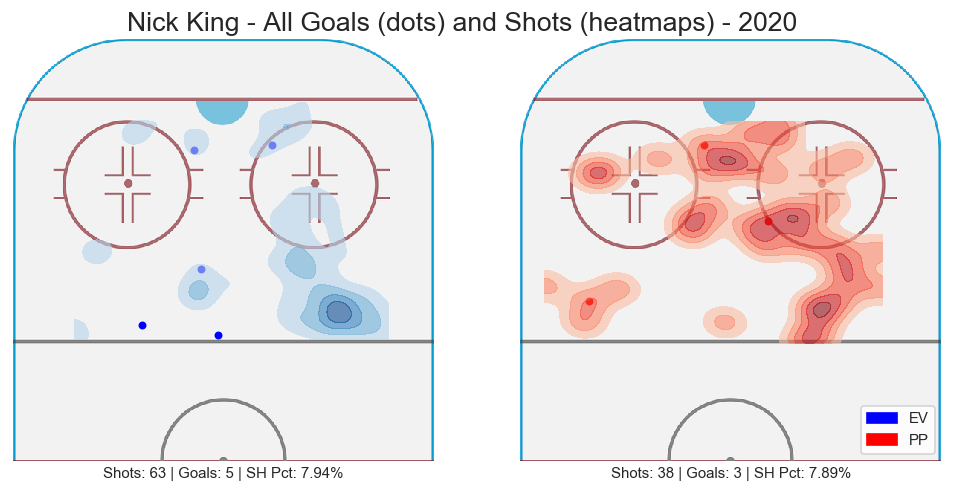 Nick King - All Goals (dots) and Shots (heatmaps) - 2020
EV
PP
Shots: 63 | Goals: 5 | SH Pct: 7.94%
Shots: 38 | Goals: 3 | SH Pct: 7.89%